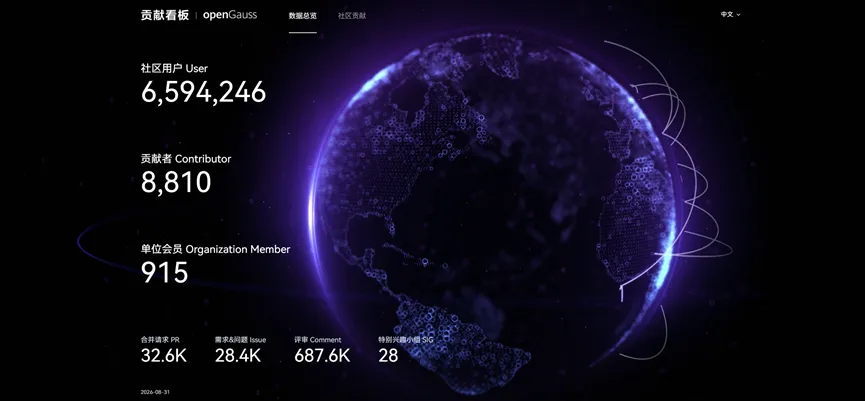 贡献看板 | openGauss 数据总览 社区贡献 中文
社区用户 User
6,594,246
贡献者 Contributor
8,810
单位会员 Organization Member
915
合并请求 PR 需求&问题 Issue 评审 Comment 特别兴趣小组 SIG
32.6K 28.4K 687.6K 28
2026-08-31